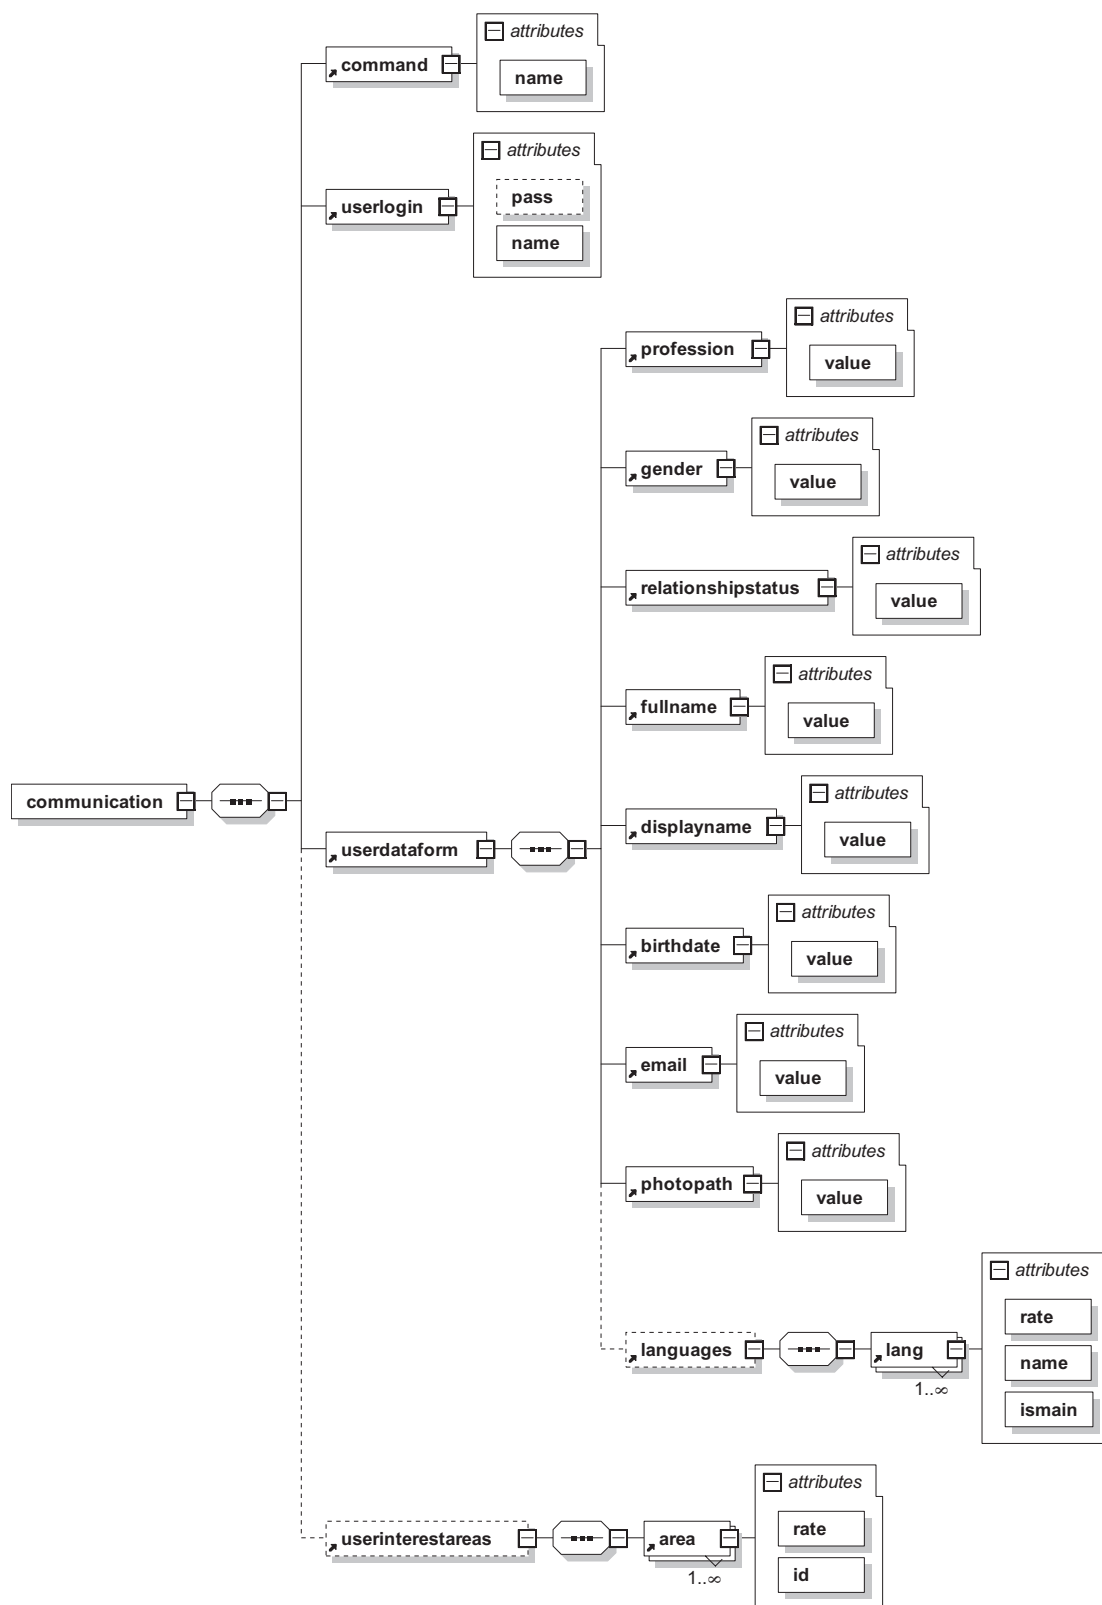 attributes
command
name
attributes
userlogin
pass
name
attributes
profession
value
attributes
gender
value
attributes
relationshipstatus
value
attributes
fullname
value
communication
attributes
userdataform
displayname
value
attributes
birthdate
value
attributes
email
value
attributes
photopath
value
attributes
rate
languages
lang
name
1..∞
ismain
attributes
rate
userinterestareas
area
1..∞
id